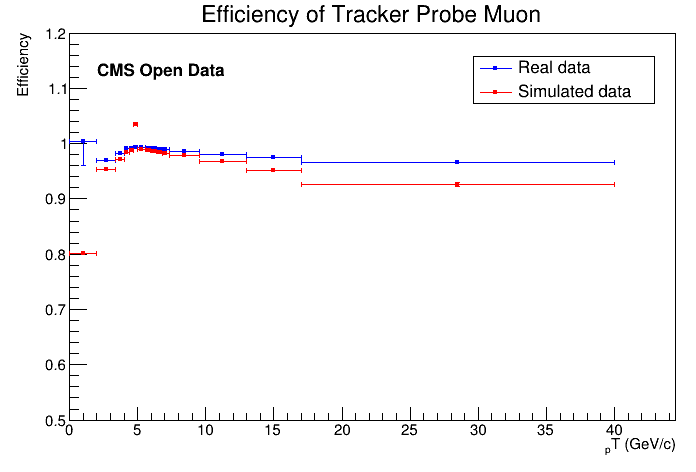 Efficiency of Tracker Probe Muon
Efficiency
CMS Open Data
Real data
Simulated data
1.2
1.1
1
0.9
0.8
0.7
0.6
0.5
0 5 10 15 20 25 30 35 40
pT (GeV/c)